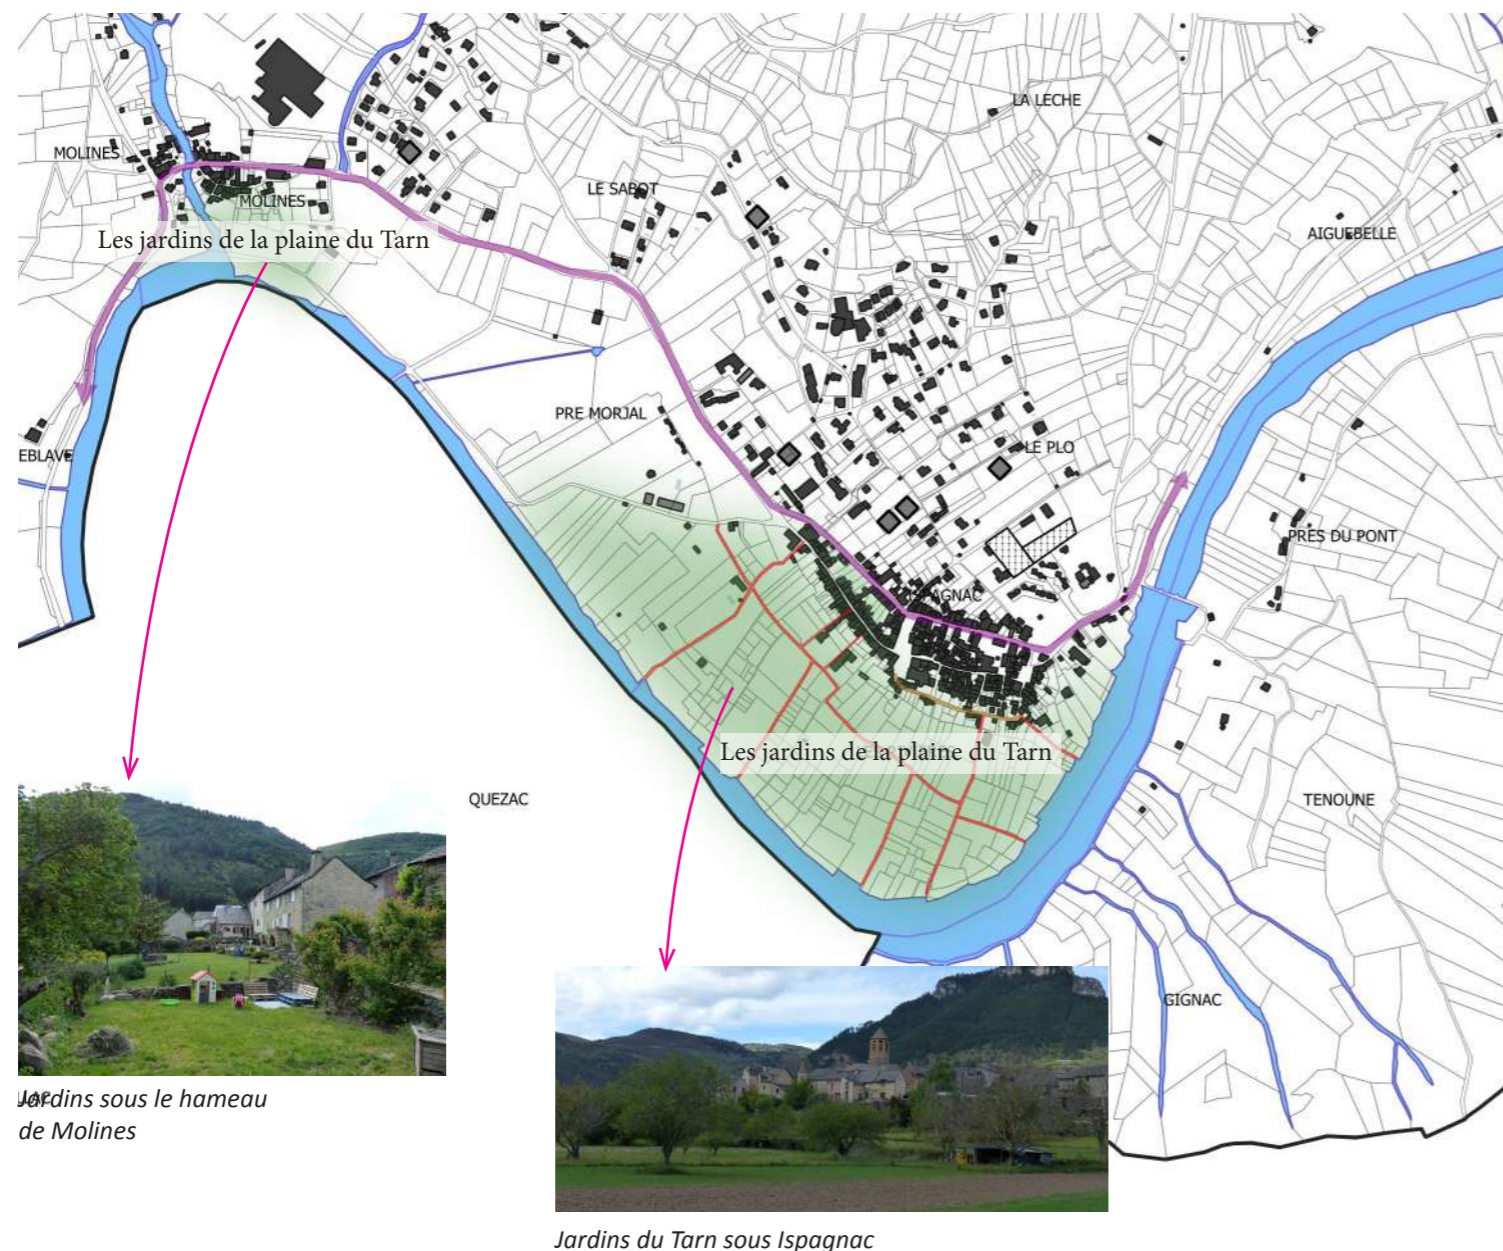 LA LECHE
MOLINES
LE SABOT
MOLINES
Les jardins de la plaine du Tarn
AIGUEBELLE
PRE MORJAL
LE PLO
EBLAVE
PRES DU PONT
ISPAGNAC
Les jardins de la plaine du Tarn
QUEZAC
TENOUNE
GIGNAC
Jardins sous le hameau
de Molines
Jardins du Tarn sous Ispagnac